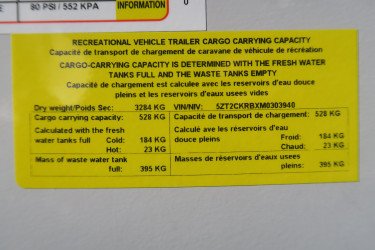 E 80 PSI / 552 KPA INFORMATION 0
RECREATIONAL VEHICLE TRAILER CARGO CARRYING CAPACITY
Capacité de transport de chargement de caravane de véhicule de récréation
CARGO-CARRYING CAPACITY IS DETERMINED WITH THE FRESH WATER
TANKS FULL AND THE WASTE TANKS EMPTY
Capacité de chargement est calculée avec les reservoirs d'eau douce
pleins et les réservoirs d'eaux usees vides
Dry weight/Poids Sec: 3284 KG VIN/NIV: 5ZT2CKRBXM0303940
Cargo carrying capacity: 528 KG Capacité de transport de chargement: 528 KG
Calculated with the fresh Calculé ave les réservoirs d'eau
water tanks full Cold: 184 KG douce pleins Froid: 184 KG
Hot: 23 KG Chaud: 23 KG
Mass of waste water tank Masses de réservoirs d'eaux usees
full: 395 KG pleins: 395 KG